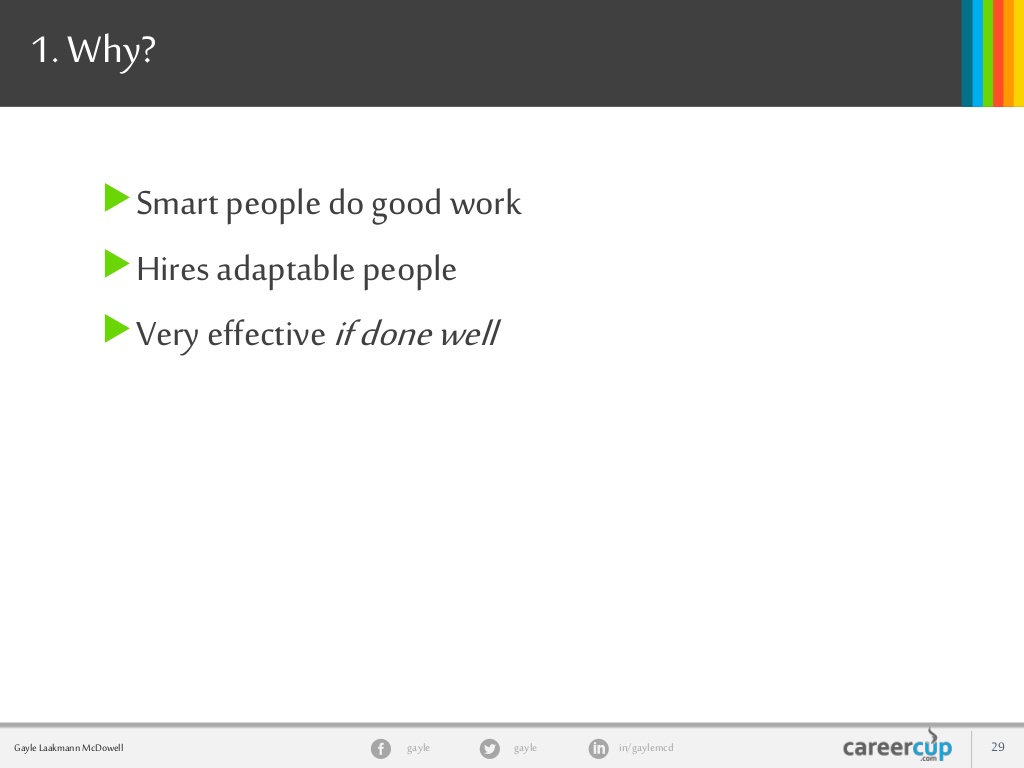 1. Why?
Smart people do good work
Hires adaptable people
Very effective if done well
Gayle Laakmann McDowell
gayle
gayle
in/gaylemcd
careercup
.com
29